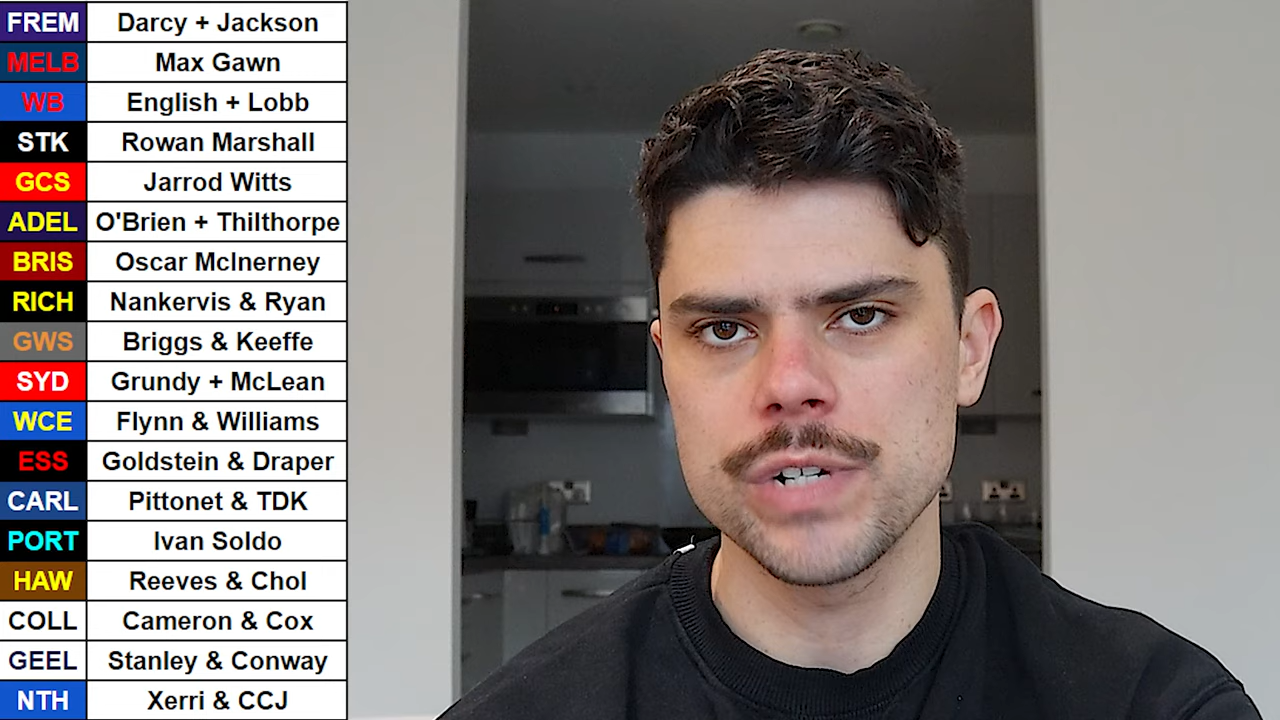 FREM Darcy + Jackson
MELB Max Gawn
WB English + Lobb
STK Rowan Marshall
GCS Jarrod Witts
ADEL O'Brien + Thilthorpe
BRIS Oscar McInerney
RICH Nankervis & Ryan
GWS Briggs & Keeffe
SYD Grundy + McLean
WCE Flynn & Williams
ESS Goldstein & Draper
CARL Pittonet & TDK
PORT Ivan Soldo
HAW Reeves & Chol
COLL Cameron & Cox
GEEL Stanley & Conway
NTH Xerri & CCJ